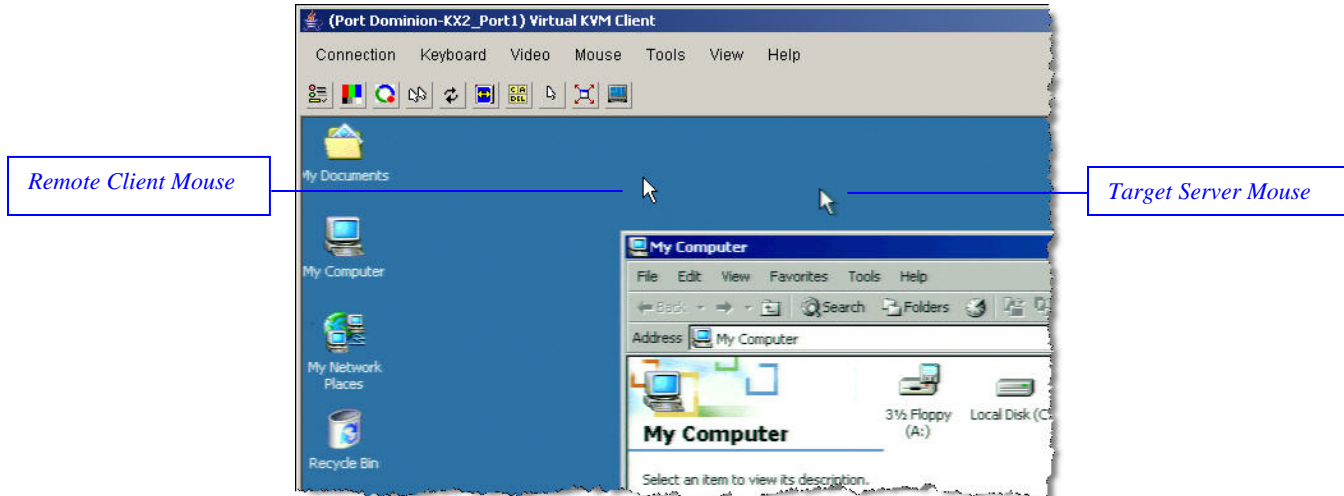 (Port Dominion-KX2_Port1) Virtual KVM Client
Connection Keyboard Video Mouse Tools View Help
C A
DEL
My Documents
Remote Client Mouse
Target Server Mouse
My Computer
My Computer
File Edit View Favorites Tools Help
Back Search Folders
Address My Computer
My Network
Places
3½ Floppy
(A:)
Local Disk (C
My Computer
Recycle Bin
Select an item to view its description.